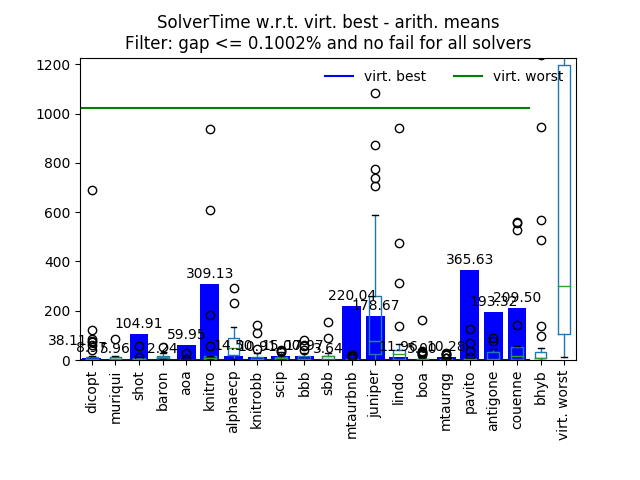 SolverTime w.r.t. virt. best - arith. means
Filter: gap <= 0.1002% and no fail for all solvers
virt. best
virt. worst
1200
1000
800
600
400
200
0
309.13
365.63
220.04
178.67
193.32
209.50
104.91
59.95
dicopt
muriqui
shot
baron
aoa
knitro
alphaecp
knitrobb
scip
bbb
sbb
mtaurbnb
juniper
lindo
boa
mtaurqg
pavito
antigone
couenne
bhyb
virt. worst